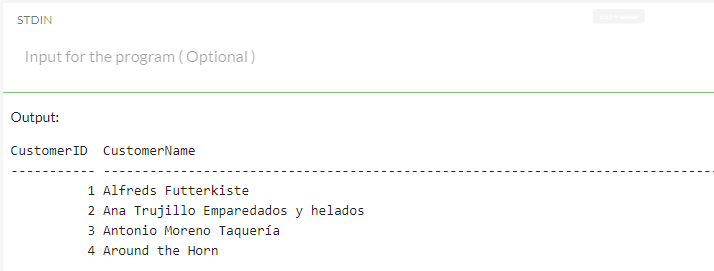 STDIN
Input for the program ( Optional )
Output:
CustomerID  CustomerName
----------- -------------------------------------------------------------------------------
          1 Alfreds Futterkiste
          2 Ana Trujillo Emparedados y helados
          3 Antonio Moreno Taquería
          4 Around the Horn